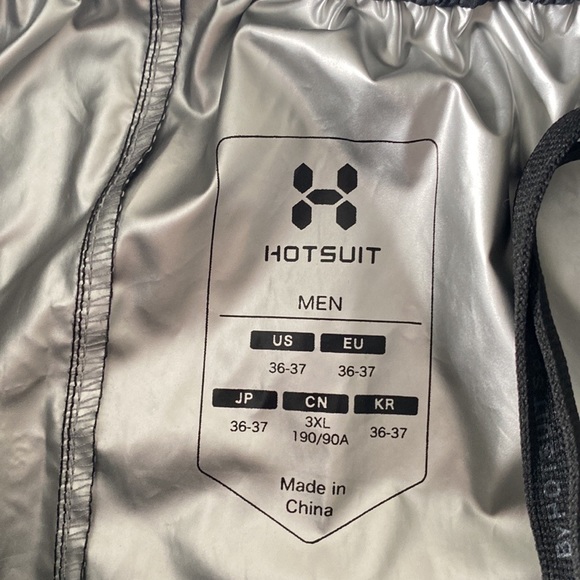 HOTSUIT
MEN
US EU
36-37 36-37
JP CN KR
36-37 3XL 36-37
190/90A
Made in
China
By